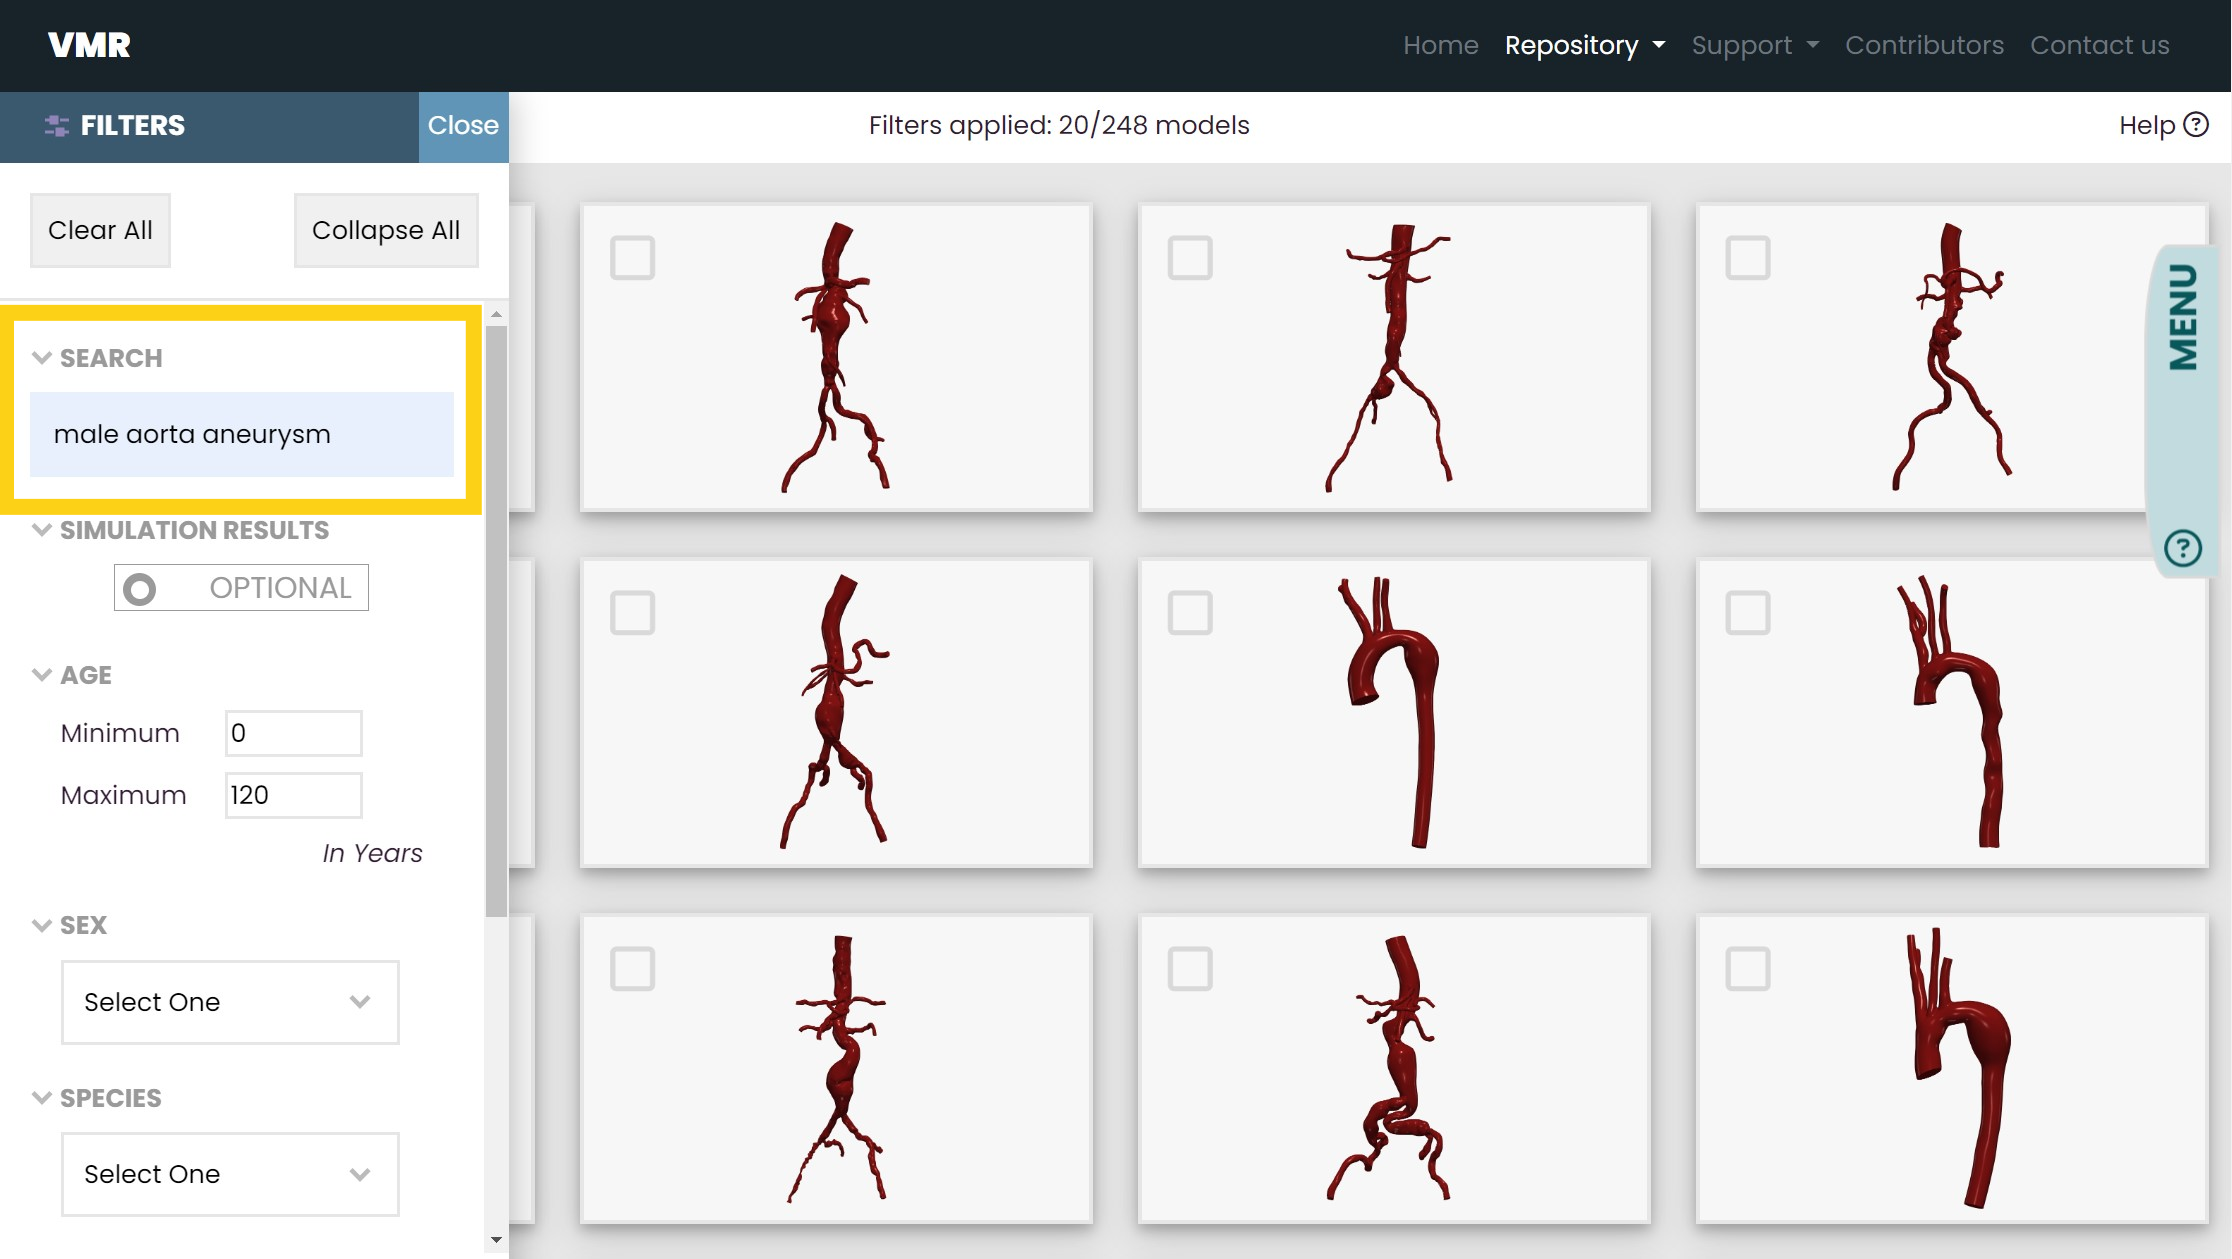 VMR
Home Repository Support Contributors Contact us
FILTERS Close
Filters applied: 20/248 models
Help ?
Clear All Collapse All
SEARCH
male aorta aneurysm
SIMULATION RESULTS
OPTIONAL
AGE
Minimum 0
Maximum 120
In Years
SEX
Select One
SPECIES
Select One
MENU
?